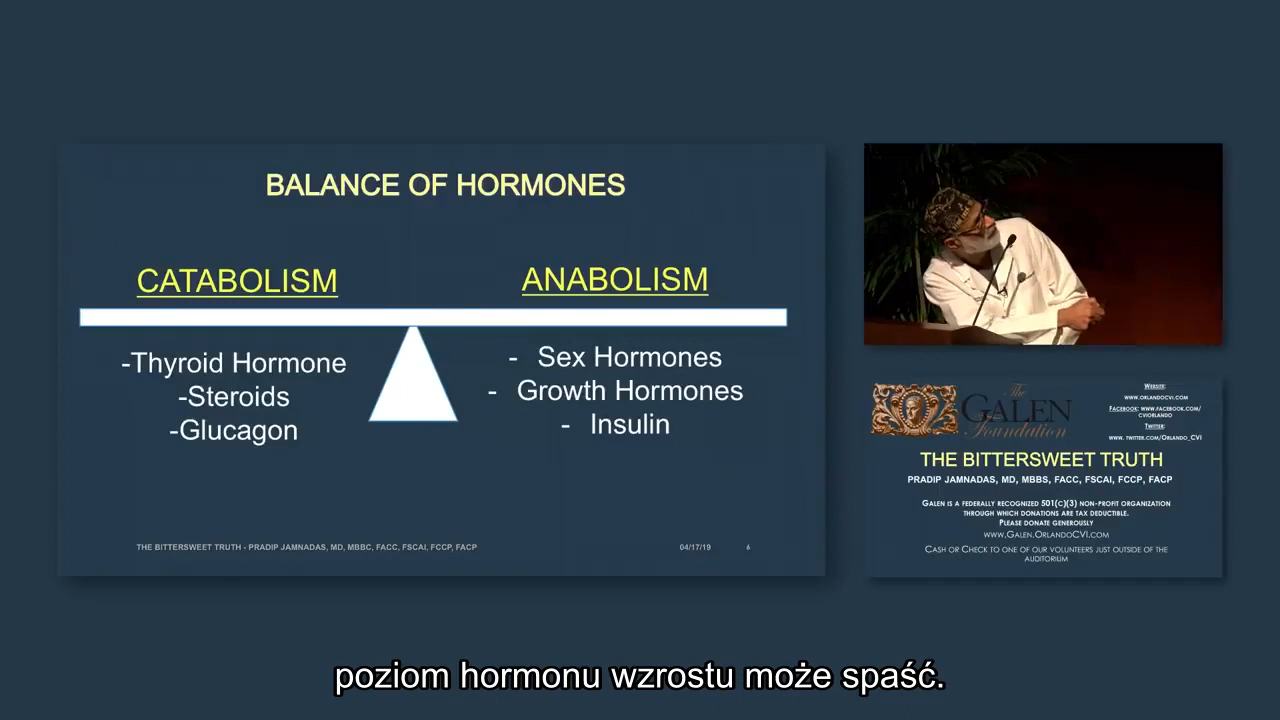 BALANCE OF HORMONES
CATABOLISM
-Thyroid Hormone
-Steroids
-Glucagon
ANABOLISM
- Sex Hormones
- Growth Hormones
- Insulin
THE BITTERSWEET TRUTH - PRADIP JAMNADAS, MD, MBBC, FACC, FSCAI, FCCP, FACP
04/17/19
6
The
GALEN
Foundation
WEBSITE:
WWW.ORLANDOCVI.COM
FACEBOOK: WWW.FACEBOOK.COM/
CVIORLANDO
TWITTER:
WWW. TWITTER.COM/ORLANDO_CVI
THE BITTERSWEET TRUTH
PRADIP JAMNADAS, MD, MBBS, FACC, FSCAI, FCCP, FACP
GALEN IS A FEDERALLY RECOGNIZED 501(C)(3) NON-PROFIT ORGANIZATION
THROUGH WHICH DONATIONS ARE TAX DEDUCTIBLE.
PLEASE DONATE GENEROUSLY
WWW.GALEN.ORLANDOCVI.COM
CASH OR CHECK TO ONE OF OUR VOLUNTEERS JUST OUTSIDE OF THE
AUDITORILIM
poziom hormonu wzrostu może spaść.